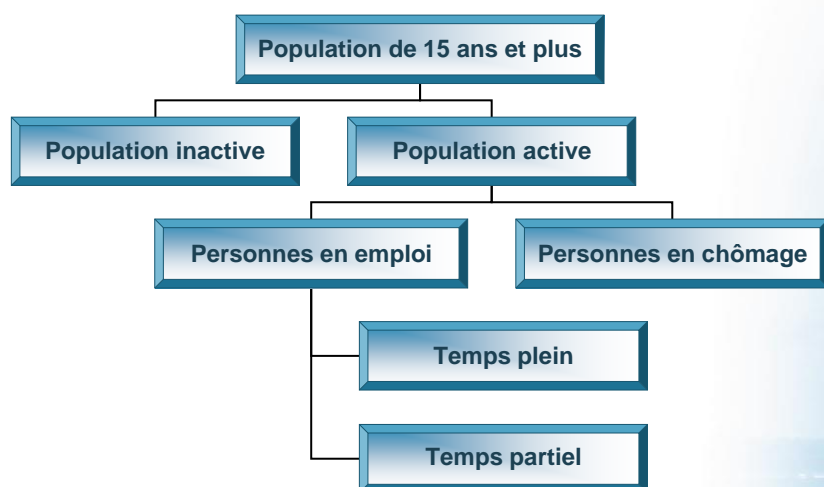 Population de 15 ans et plus
Population inactive
Population active
Personnes en emploi
Personnes en chômage
Temps plein
Temps partiel